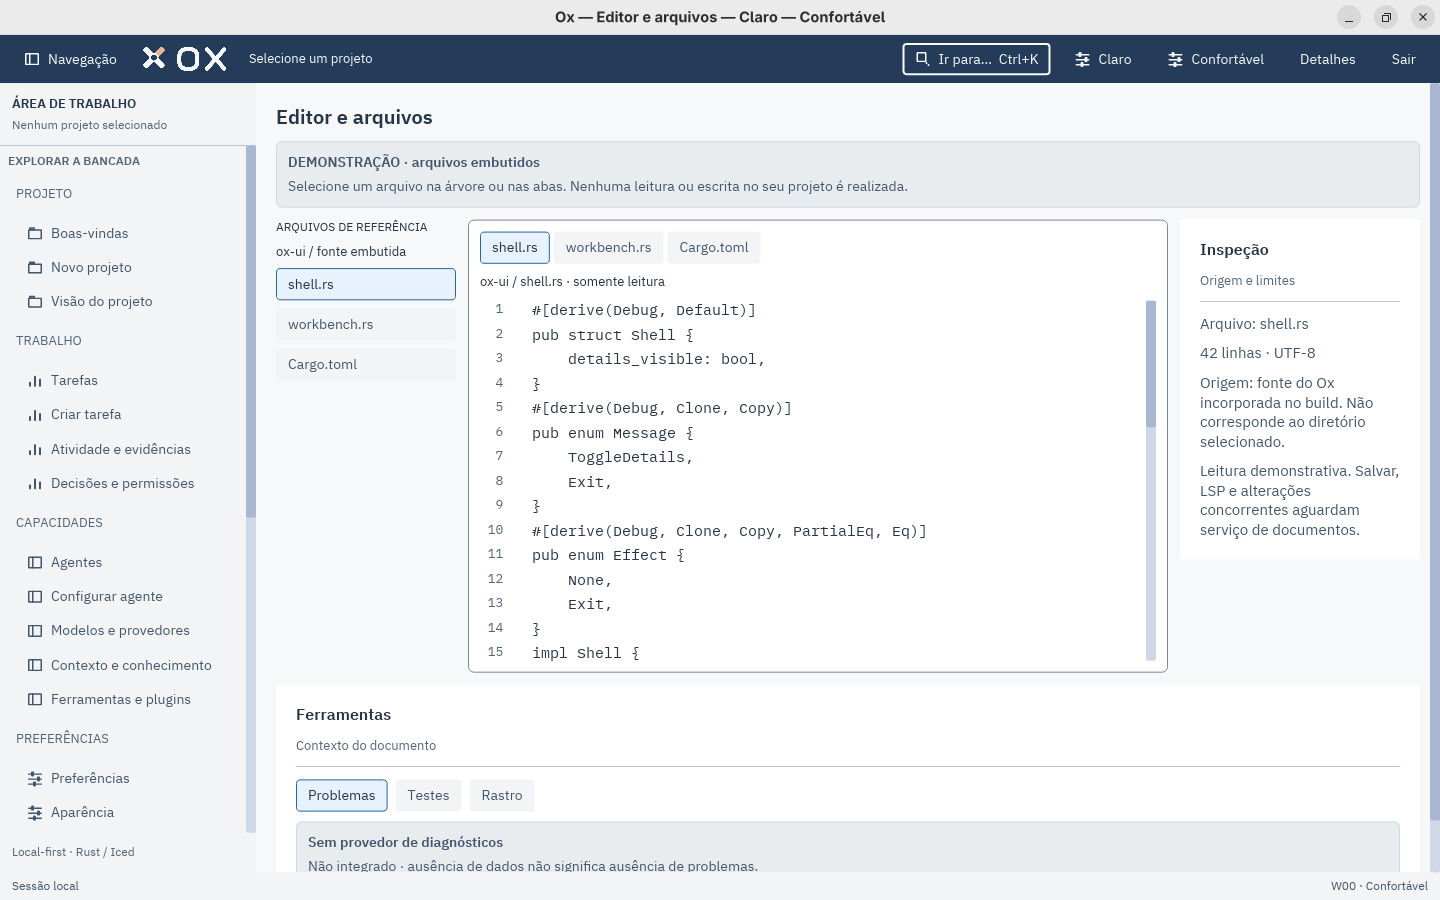 Ox — Editor e arquivos — Claro — Confortável
Navegação
OX
Selecione um projeto
Ir para... Ctrl+K
Claro
Confortável
Detalhes
Sair
ÁREA DE TRABALHO
Nenhum projeto selecionado
EXPLORAR A BANCADA
PROJETO
Boas-vindas
Novo projeto
Visão do projeto
TRABALHO
Tarefas
Criar tarefa
Atividade e evidências
Decisões e permissões
CAPACIDADES
Agentes
Configurar agente
Modelos e provedores
Contexto e conhecimento
Ferramentas e plugins
PREFERÊNCIAS
Preferências
Aparência
Local-first · Rust / Iced
Editor e arquivos
DEMONSTRAÇÃO · arquivos embutidos
Selecione um arquivo na árvore ou nas abas. Nenhuma leitura ou escrita no seu projeto é realizada.
ARQUIVOS DE REFERÊNCIA
ox-ui / fonte embutida
shell.rs
workbench.rs
Cargo.toml
shell.rs workbench.rs Cargo.toml
ox-ui / shell.rs · somente leitura
1 #[derive(Debug, Default)]
2 pub struct Shell {
3     details_visible: bool,
4 }
5 #[derive(Debug, Clone, Copy)]
6 pub enum Message {
7     ToggleDetails,
8     Exit,
9 }
10 #[derive(Debug, Clone, Copy, PartialEq, Eq)]
11 pub enum Effect {
12     None,
13     Exit,
14 }
15 impl Shell {
Inspeção
Origem e limites
Arquivo: shell.rs
42 linhas · UTF-8
Origem: fonte do Ox
incorporada no build. Não
corresponde ao diretório
selecionado.
Leitura demonstrativa. Salvar,
LSP e alterações
concorrentes aguardam
serviço de documentos.
Ferramentas
Contexto do documento
Problemas Testes Rastro
Sem provedor de diagnósticos
Não integrado · ausência de dados não significa ausência de problemas.
Sessão local
W00 · Confortável